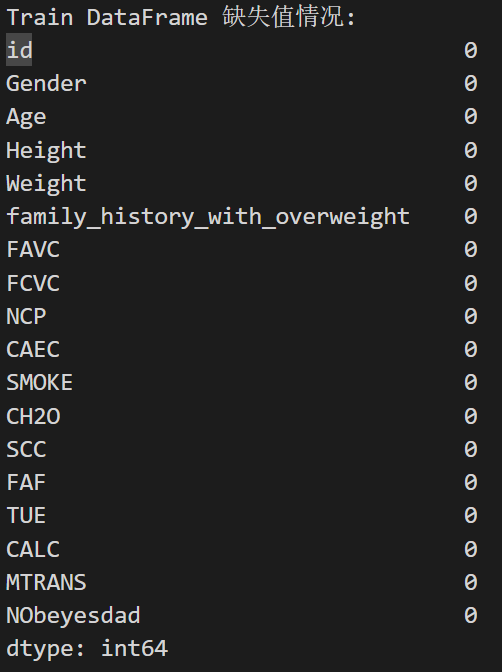 Train DataFrame 缺失值情况:
id 0
Gender 0
Age 0
Height 0
Weight 0
family_history_with_overweight 0
FAVC 0
FCVC 0
NCP 0
CAEC 0
SMOKE 0
CH2O 0
SCC 0
FAF 0
TUE 0
CALC 0
MTRANS 0
NObeyesdad 0
dtype: int64